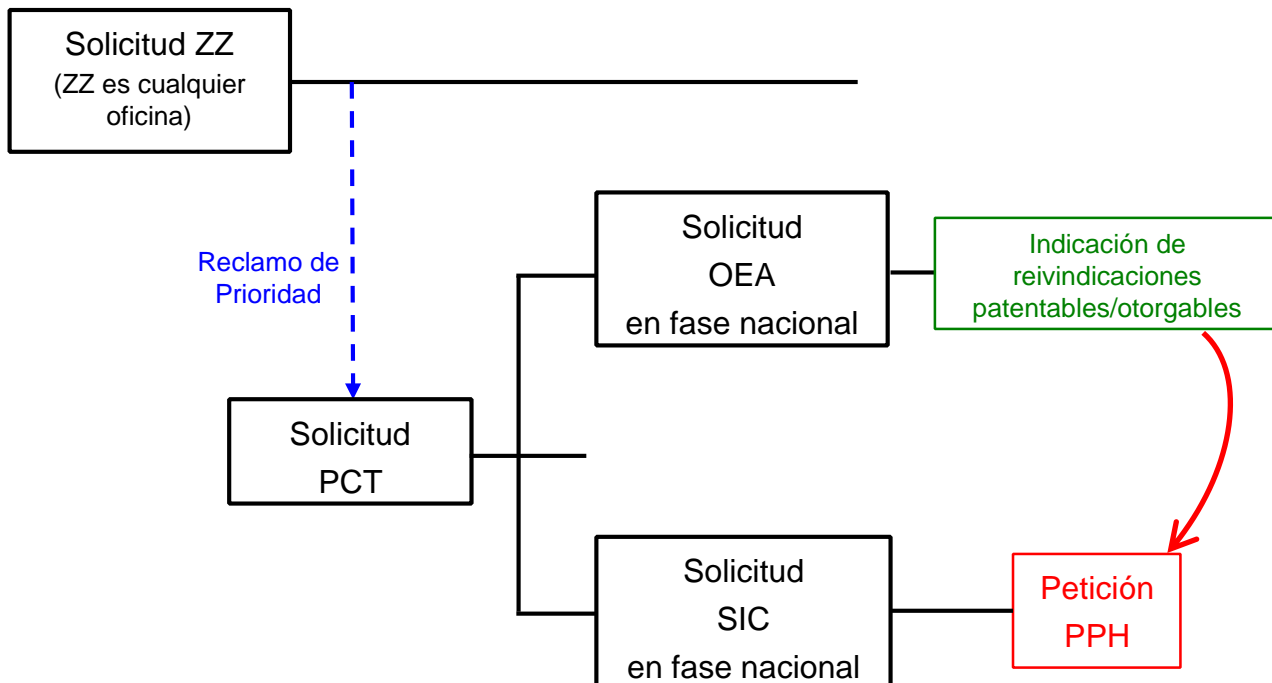 Solicitud ZZ
(ZZ es cualquier
oficina)
Solicitud
OEA
en fase nacional
Indicación de
reivindicaciones
patentables/otorgables
Reclamo de
Prioridad
Solicitud
PCT
Solicitud
SIC
en fase nacional
Petición
PPH